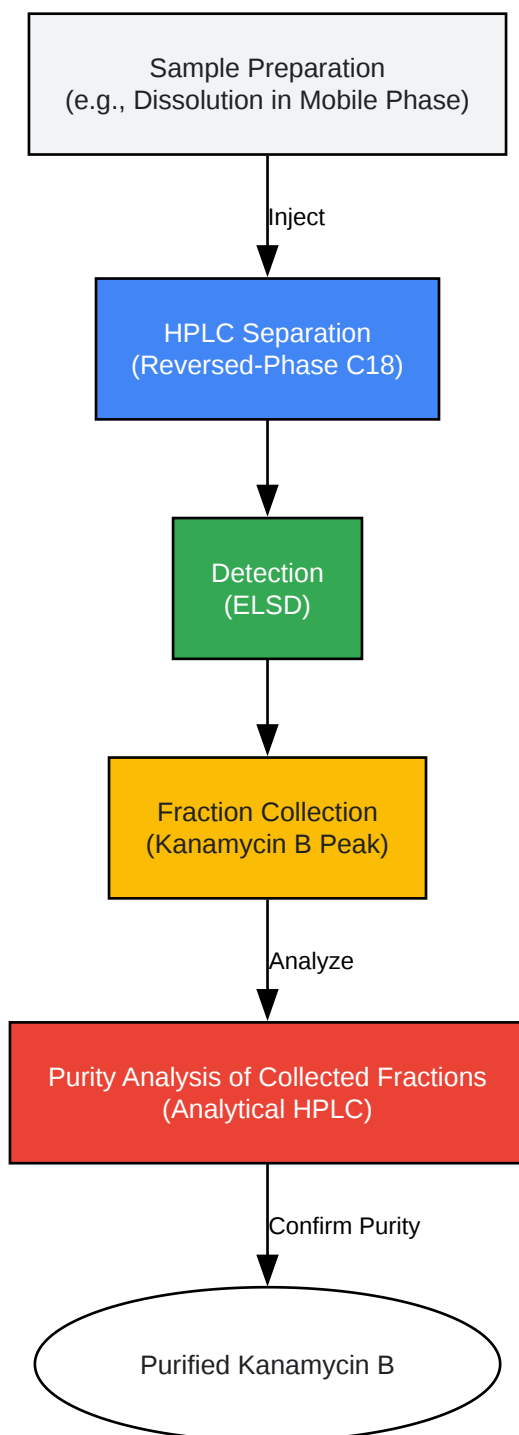 Sample Preparation
(e.g., Dissolution in Mobile Phase)
Inject
HPLC Separation
(Reversed-Phase C18)
Detection
(ELSD)
Fraction Collection
(Kanamycin B Peak)
Analyze
Purity Analysis of Collected Fractions
(Analytical HPLC)
Confirm Purity
Purified Kanamycin B